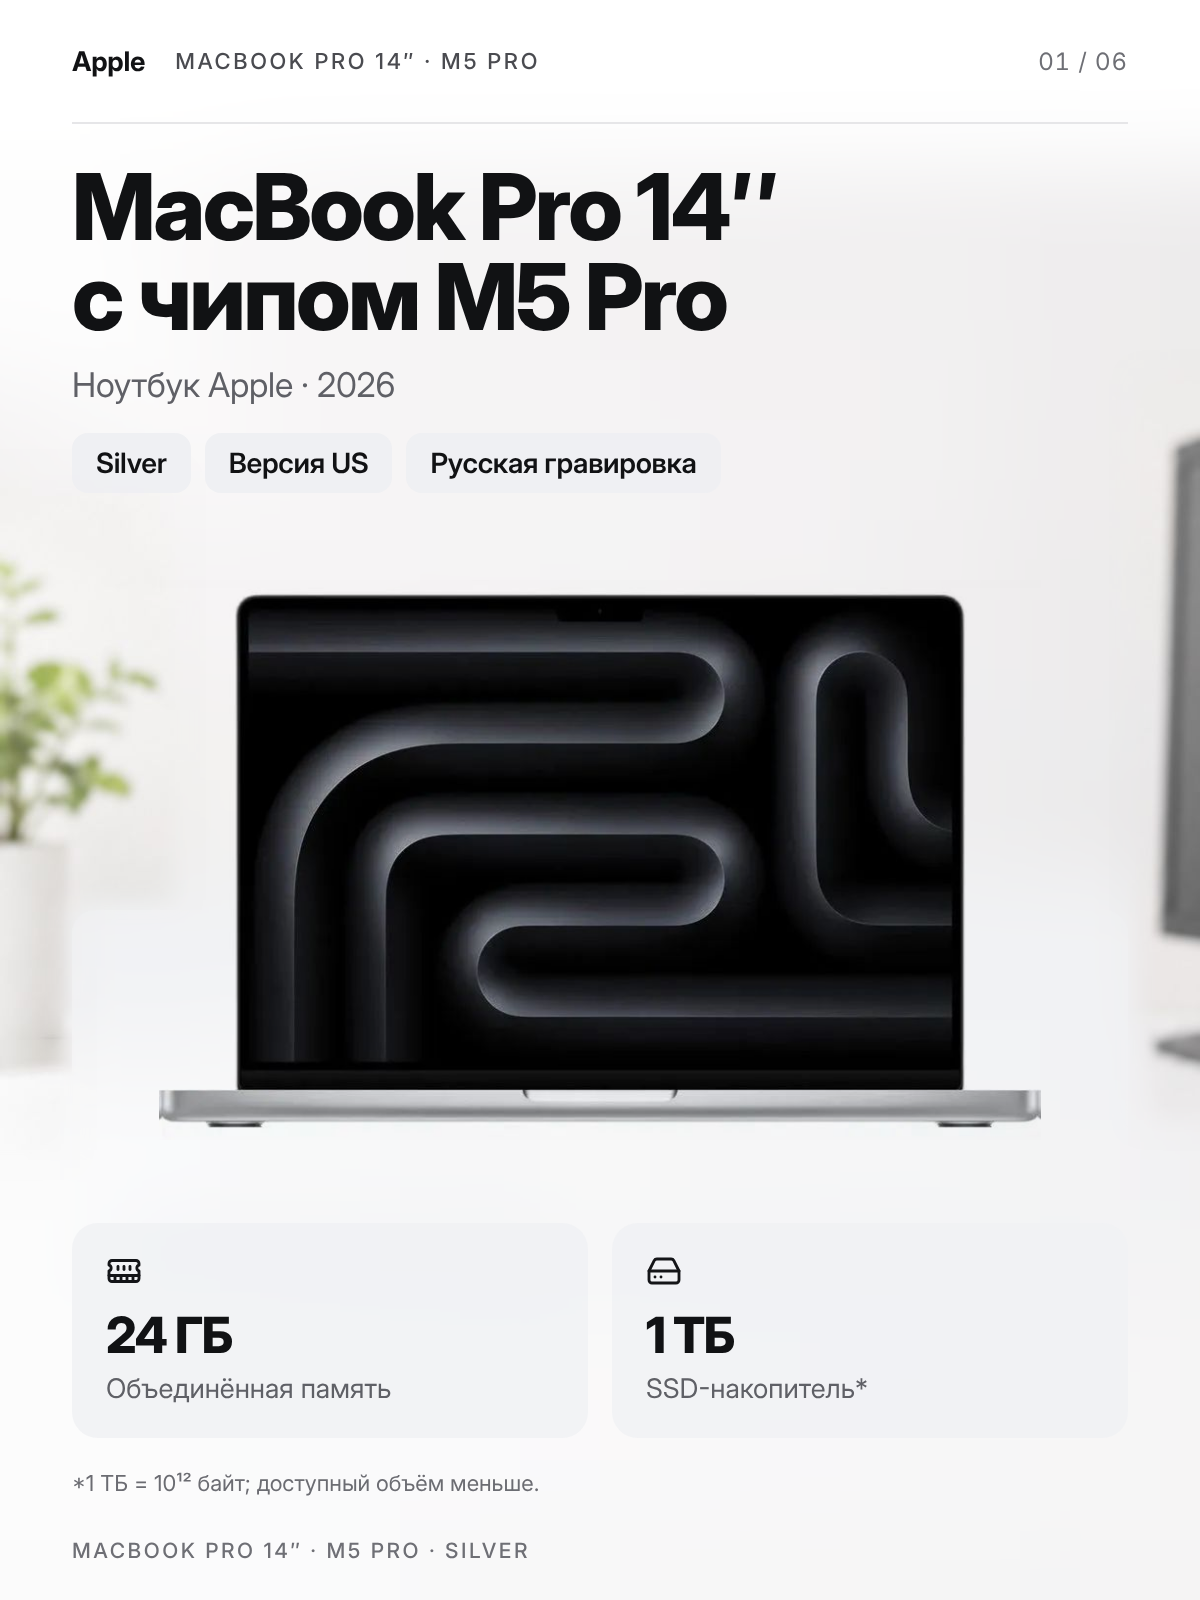 Apple MACBOOK PRO 14″ · M5 PRO 01 / 06
MacBook Pro 14″
с чипом M5 Pro
Ноутбук Apple · 2026
Silver Версия US Русская гравировка
24 ГБ
Объединённая память
1 ТБ
SSD-накопитель*
*1 ТБ = 10¹² байт; доступный объём меньше.
MACBOOK PRO 14″ · M5 PRO · SILVER